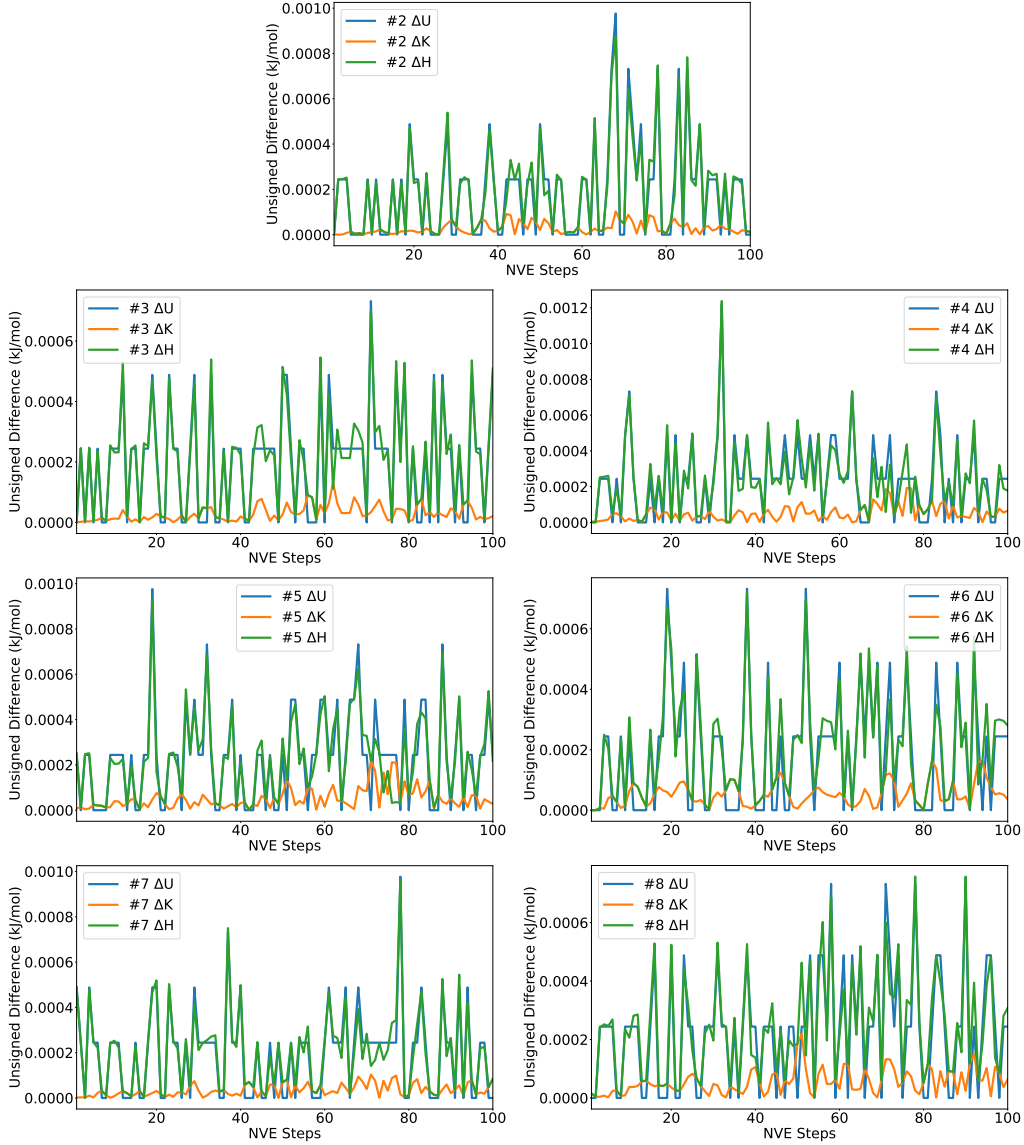 0.0010
0.0008
0.0006
0.0004
0.0002
0.0000
Unsigned Difference (kJ/mol)
#2 ΔU
#2 ΔK
#2 ΔH
20
40
60
80
100
NVE Steps
0.0006
0.0004
0.0002
0.0000
Unsigned Difference (kJ/mol)
#3 ΔU
#3 ΔK
#3 ΔH
20
40
60
80
100
NVE Steps
0.0012
0.0010
0.0008
0.0006
0.0004
0.0002
0.0000
Unsigned Difference (kJ/mol)
#4 ΔU
#4 ΔK
#4 ΔH
20
40
60
80
100
NVE Steps
0.0010
0.0008
0.0006
0.0004
0.0002
0.0000
Unsigned Difference (kJ/mol)
#5 ΔU
#5 ΔK
#5 ΔH
20
40
60
80
100
NVE Steps
0.0006
0.0004
0.0002
0.0000
Unsigned Difference (kJ/mol)
#6 ΔU
#6 ΔK
#6 ΔH
20
40
60
80
100
NVE Steps
0.0010
0.0008
0.0006
0.0004
0.0002
0.0000
Unsigned Difference (kJ/mol)
#7 ΔU
#7 ΔK
#7 ΔH
20
40
60
80
100
NVE Steps
0.0006
0.0004
0.0002
0.0000
Unsigned Difference (kJ/mol)
#8 ΔU
#8 ΔK
#8 ΔH
20
40
60
80
100
NVE Steps